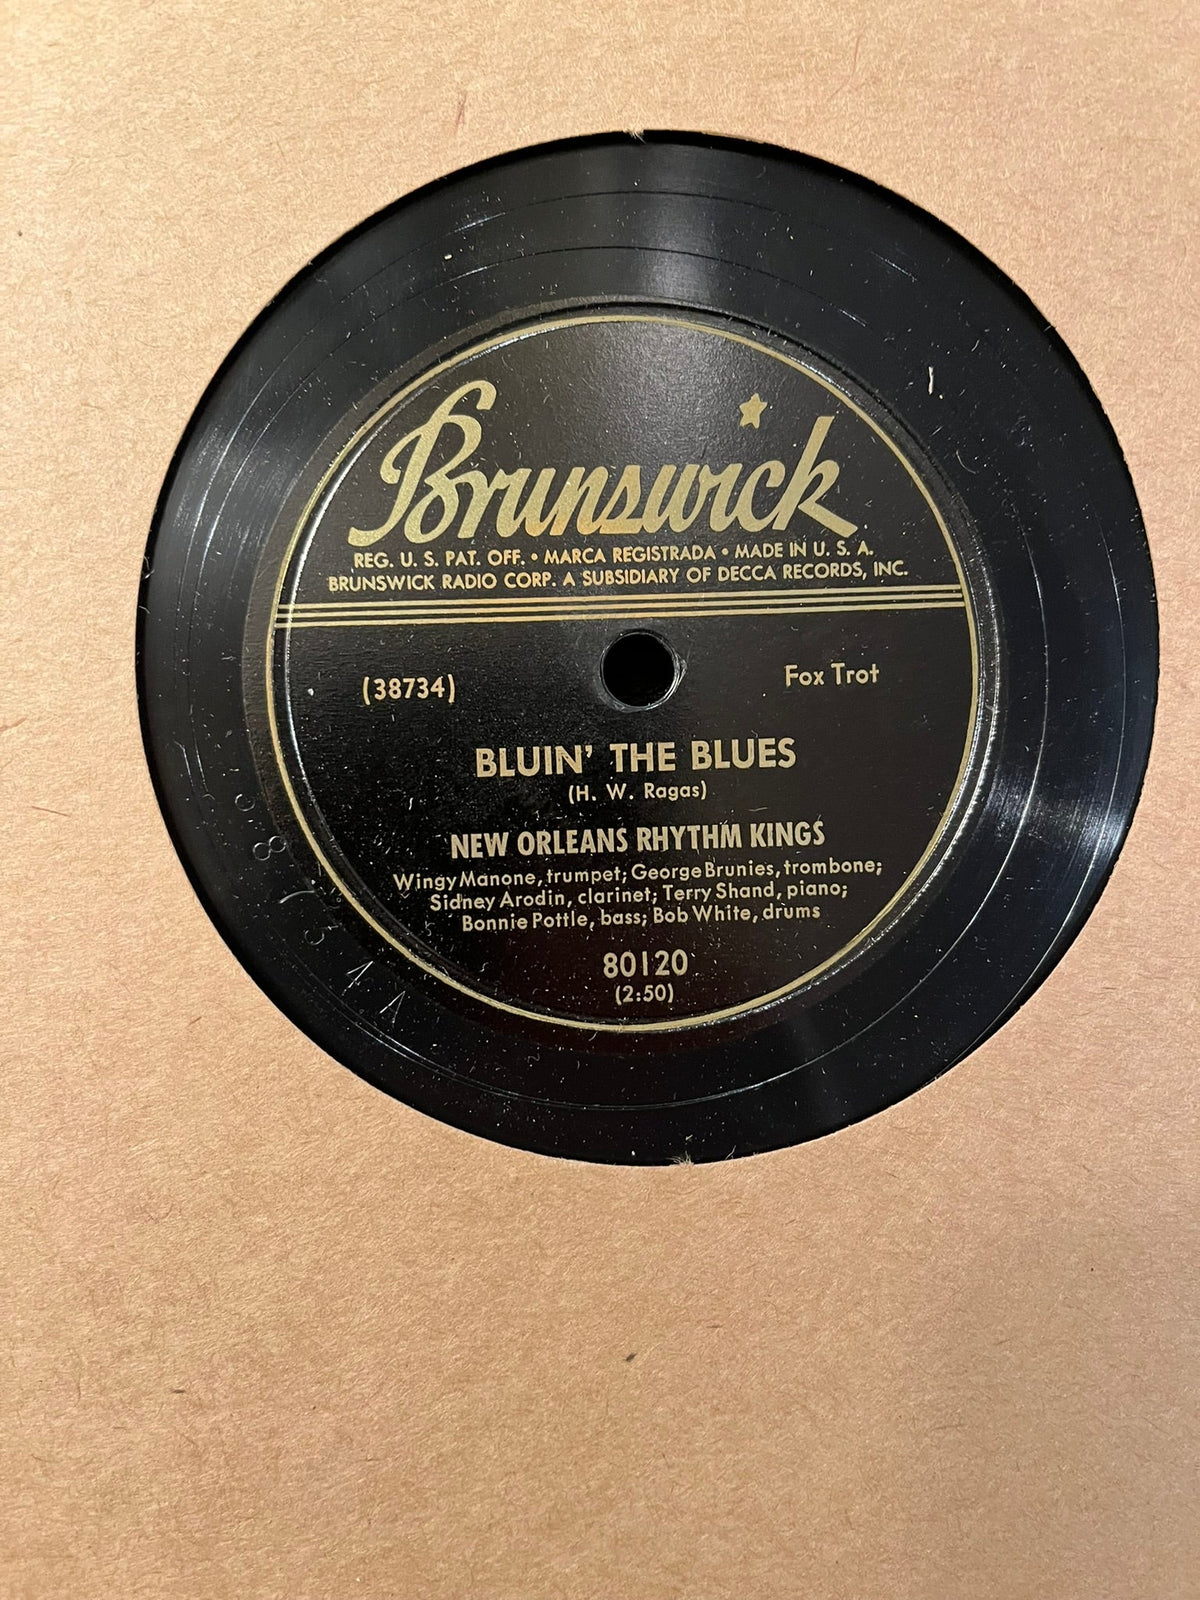 Brunswick
REG. U. S. PAT. OFF. • MARCA REGISTRADA • MADE IN U. S. A.
BRUNSWICK RADIO CORP. A SUBSIDIARY OF DECCA RECORDS, INC.
(38734) Fox Trot
BLUIN' THE BLUES
(H. W. Ragas)
NEW ORLEANS RHYTHM KINGS
Wingy Manone, trumpet; George Brunies, trombone;
Sidney Arodin, clarinet; Terry Shand, piano;
Bonnie Pottle, bass; Bob White, drums
80120
(2:50)
38734A